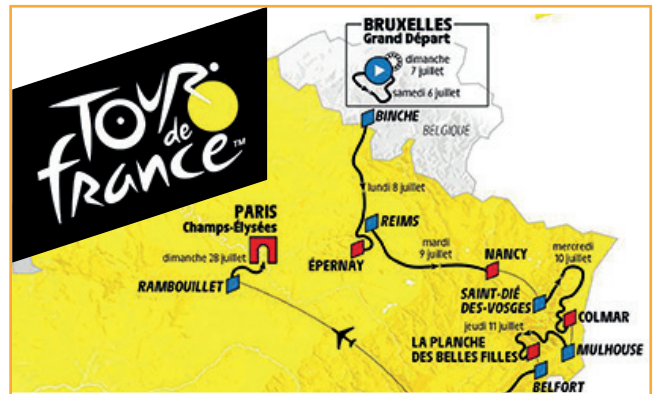 TOUR
de
france™
BRUXELLES
Grand Départ
dimanche
7 juillet
samedi 6 juillet
BINCHE
BELGIQUE
lundi 8 juillet
REIMS
PARIS
Champs-Élysées
dimanche 28 juillet
RAMBOUILLET
ÉPERNAY
mardi
9 juillet
NANCY
mercredi
10 juillet
SAINT-DIÉ
DES-VOSGES
COLMAR
jeudi 11 juillet
LA PLANCHE
DES BELLES FILLES
MULHOUSE
BELFORT